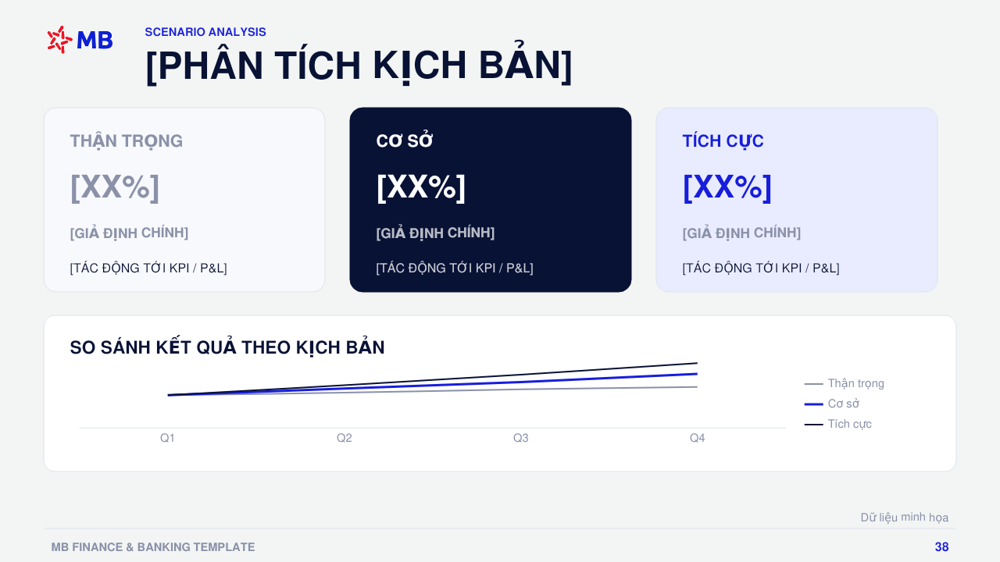 MB
SCENARIO ANALYSIS
[PHÂN TÍCH KỊCH BẢN]
THẬN TRỌNG
[XX%]
[GIẢ ĐỊNH CHÍNH]
[TÁC ĐỘNG TỚI KPI / P&L]
CƠ SỞ
[XX%]
[GIẢ ĐỊNH CHÍNH]
[TÁC ĐỘNG TỚI KPI / P&L]
TÍCH CỰC
[XX%]
[GIẢ ĐỊNH CHÍNH]
[TÁC ĐỘNG TỚI KPI / P&L]
SO SÁNH KẾT QUẢ THEO KỊCH BẢN
Thận trọng
Cơ sở
Tích cực
Q1 Q2 Q3 Q4
Dữ liệu minh họa
MB FINANCE & BANKING TEMPLATE
38